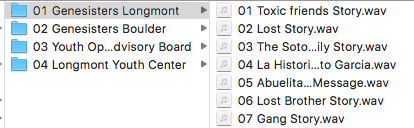 01 Genesisters Longmont
02 Genesisters Boulder
03 Youth Op...dvisory Board
04 Longmont Youth Center
01 Toxic friends Story.wav
02 Lost Story.wav
03 The Soto...ily Story.wav
04 La Histori...to Garcia.wav
05 Abuelita...Message.wav
06 Lost Brother Story.wav
07 Gang Story.wav